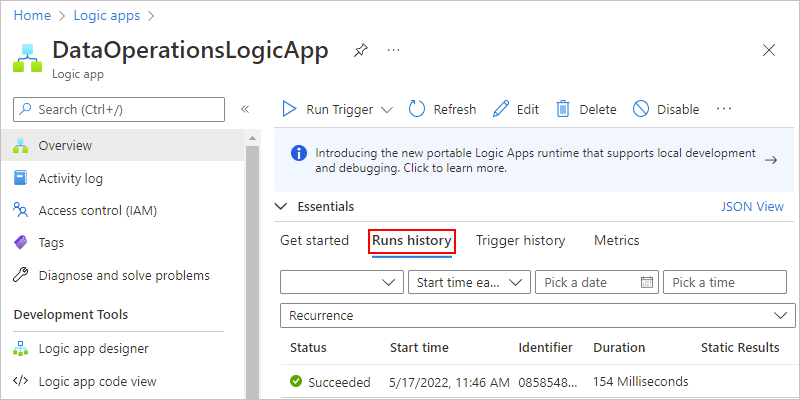 Home > Logic apps >
DataOperationsLogicApp ...
Logic app
Search (Ctrl+/) «
Overview
Activity log
Access control (IAM)
Tags
Diagnose and solve problems
Development Tools
Logic app designer
</> Logic app code view
Run Trigger Refresh Edit Delete Disable ...
Introducing the new portable Logic Apps runtime that supports local development
and debugging. Click to learn more.
Essentials JSON View
Get started Runs history Trigger history Metrics
Start time ea... Pick a date Pick a time
Recurrence
Status Start time Identifier Duration Static Results
Succeeded 5/17/2022, 11:46 AM 0858548... 154 Milliseconds